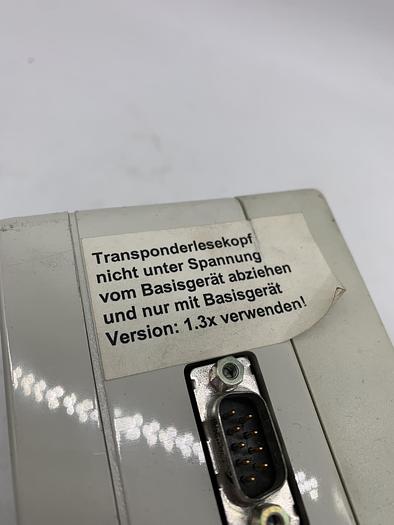 Transponderlesekopf
nicht unter Spannung
vom Basisgerät abziehen
und nur mit Basisgerät
Version: 1.3x verwenden!